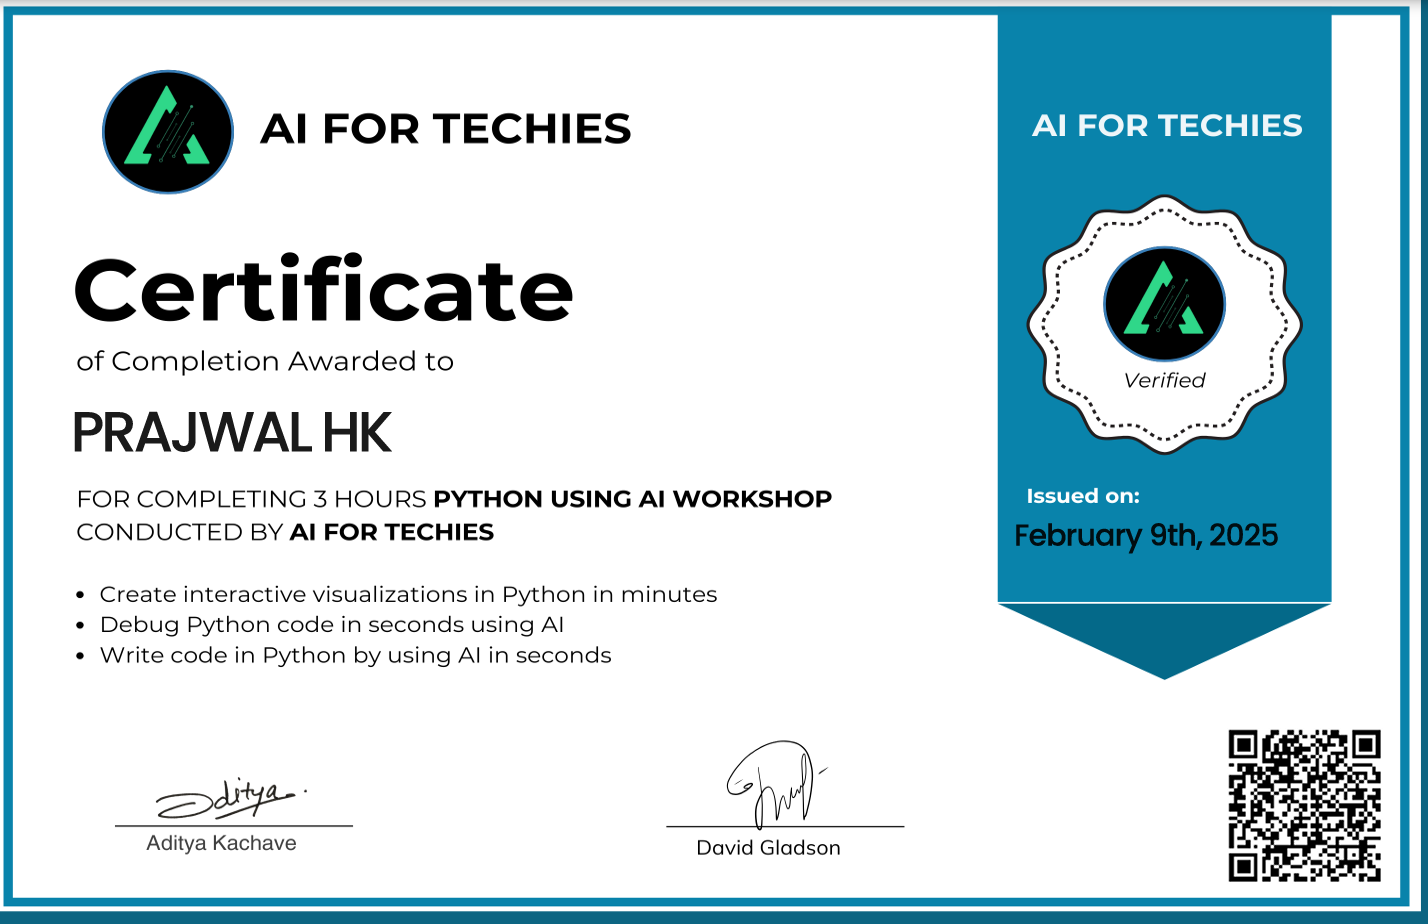 AI FOR TECHIES
Certificate
of Completion Awarded to
PRAJWAL HK
FOR COMPLETING 3 HOURS PYTHON USING AI WORKSHOP
CONDUCTED BY AI FOR TECHIES
• Create interactive visualizations in Python in minutes
• Debug Python code in seconds using AI
• Write code in Python by using AI in seconds
Aditya
Aditya Kachave
David Gladson
AI FOR TECHIES
Verified
Issued on:
February 9th, 2025